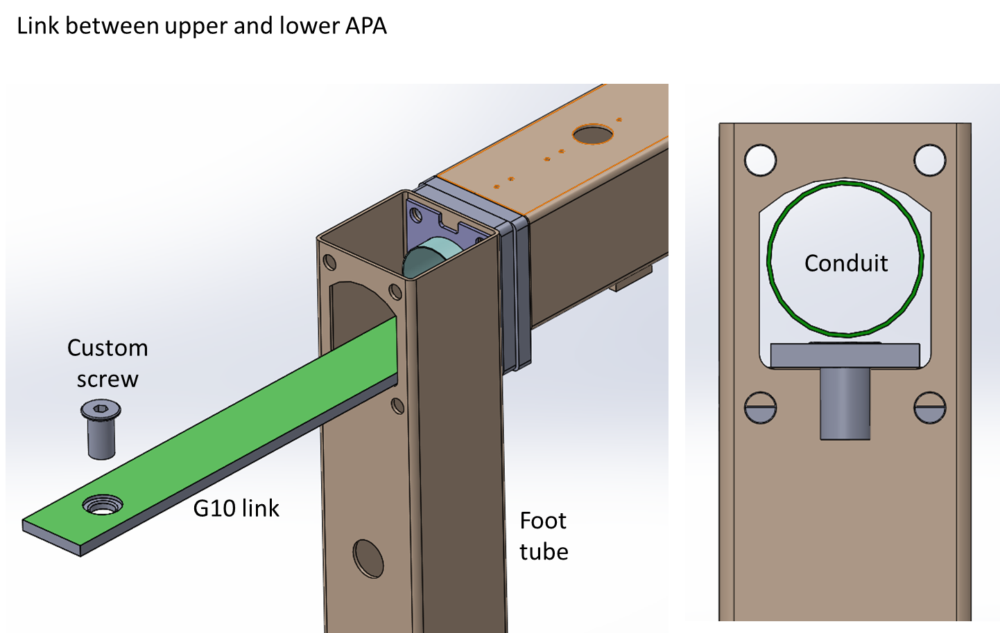 Link between upper and lower APA
Custom
screw
G10 link
Foot
tube
Conduit